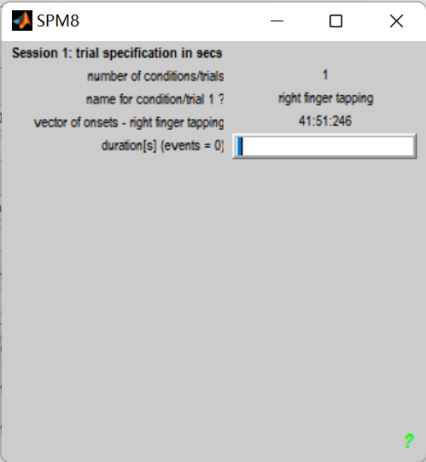 SPM8
Session 1: trial specification in secs
number of conditions/trials 1
name for condition/trial 1 ? right finger tapping
vector of onsets - right finger tapping 41:51:246
duration[s] (events = 0)
?